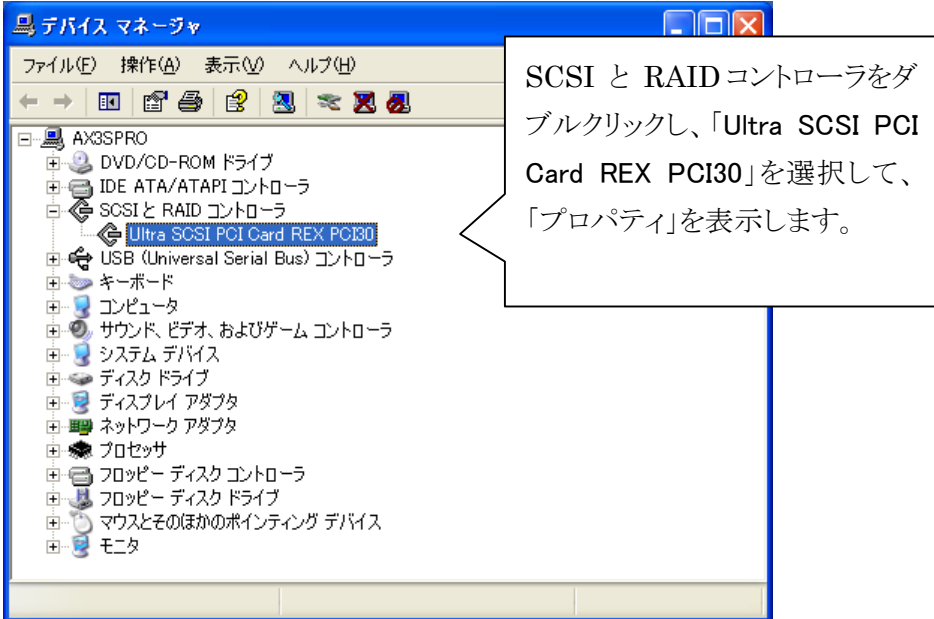 デバイス マネージャ
ファイル(F) 操作(A) 表示(V) ヘルプ(H)
AX3SPRO
DVD/CD-ROM ドライブ
IDE ATA/ATAPI コントローラ
SCSI と RAID コントローラ
Ultra SCSI PCI Card REX PCI30
USB (Universal Serial Bus) コントローラ
キーボード
コンピュータ
サウンド、ビデオ、およびゲーム コントローラ
システム デバイス
ディスク ドライブ
ディスプレイ アダプタ
ネットワーク アダプタ
プロセッサ
フロッピー ディスク コントローラ
フロッピー ディスク ドライブ
マウスとそのほかのポインティング デバイス
モニタ
SCSI と RAID コントローラをダ
ブルクリックし、「Ultra SCSI PCI
Card REX PCI30」を選択して、
「プロパティ」を表示します。